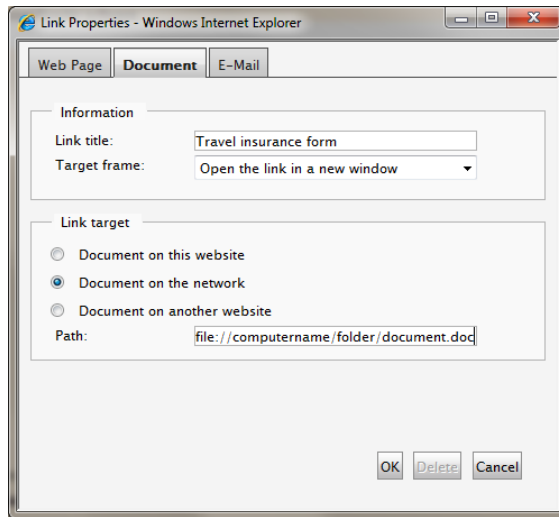 Link Properties - Windows Internet Explorer
Web Page Document E-Mail
Information
Link title: Travel insurance form
Target frame: Open the link in a new window
Link target
Document on this website
Document on the network
Document on another website
Path: file://computername/folder/document.doc
OK Delete Cancel